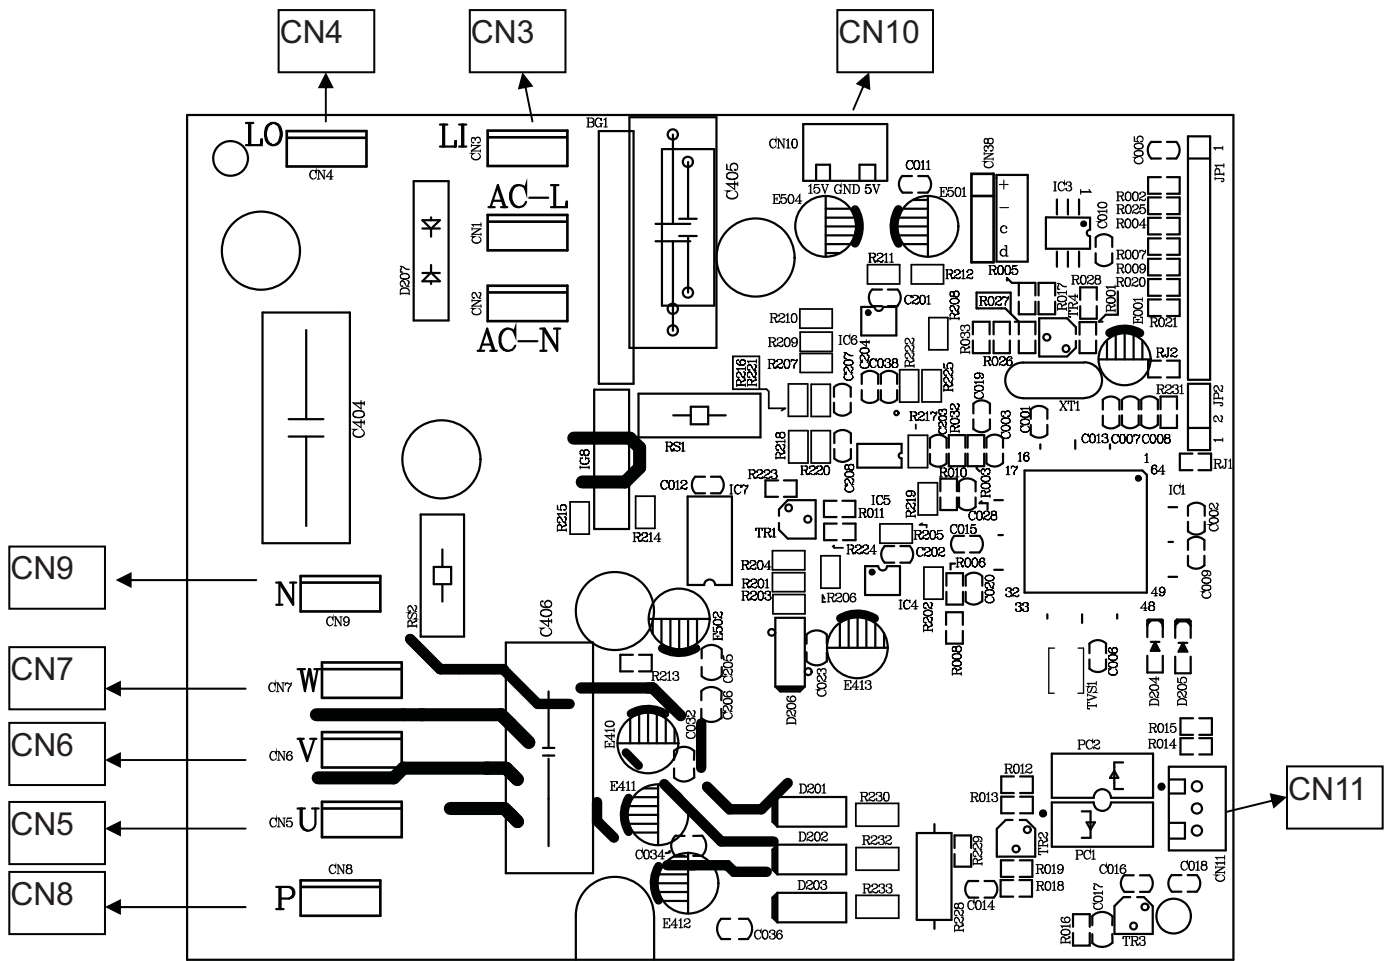 CN4
CN3
CN10
LO
CN4
LI
CN3
BG1
C405
CN10
15V GND 5V
E504
C011
E501
CN38
+
−
c
d
IC3
1
C010
C005
1
JP1
R002
R025
R004
R007
R009
R020
R021
AC-L
CN1
D207
CN2
AC-N
R211
R212
R005
R028
C201
R208
R027
R017
TR4
R001
E001
R210
R209
R207
IC6
C204
C038
R222
R033
R026
RJ2
R216
R221
C207
R225
C019
XT1
R231
JP2
2
1
C404
RS1
R217
C203
R032
C003
C001
C013
C007
C008
IG8
R218
R220
C208
16
17
1
64
RJ1
C012
IC7
R223
R010
R003
IC1
R215
R214
TR1
R011
IC5
R219
C028
C002
R224
R205
C015
CN9
N
CN9
RS2
C406
R204
R201
R203
R206
C202
IC4
R202
R006
C020
32
33
49
48
C009
E502
R008
CN7
CN7
W
R213
C205
C206
D206
C023
E413
TVS1
C006
D204
D205
CN6
CN6
V
E410
C032
R015
R014
PC2
CN5
CN5
U
E411
D201
R230
R012
R013
CN11
C034
D202
R232
R229
TR2
PC1
CN11
CN8
P
CN8
E412
D203
R233
R228
C014
R019
R018
C016
C018
C017
C036
R016
TR3